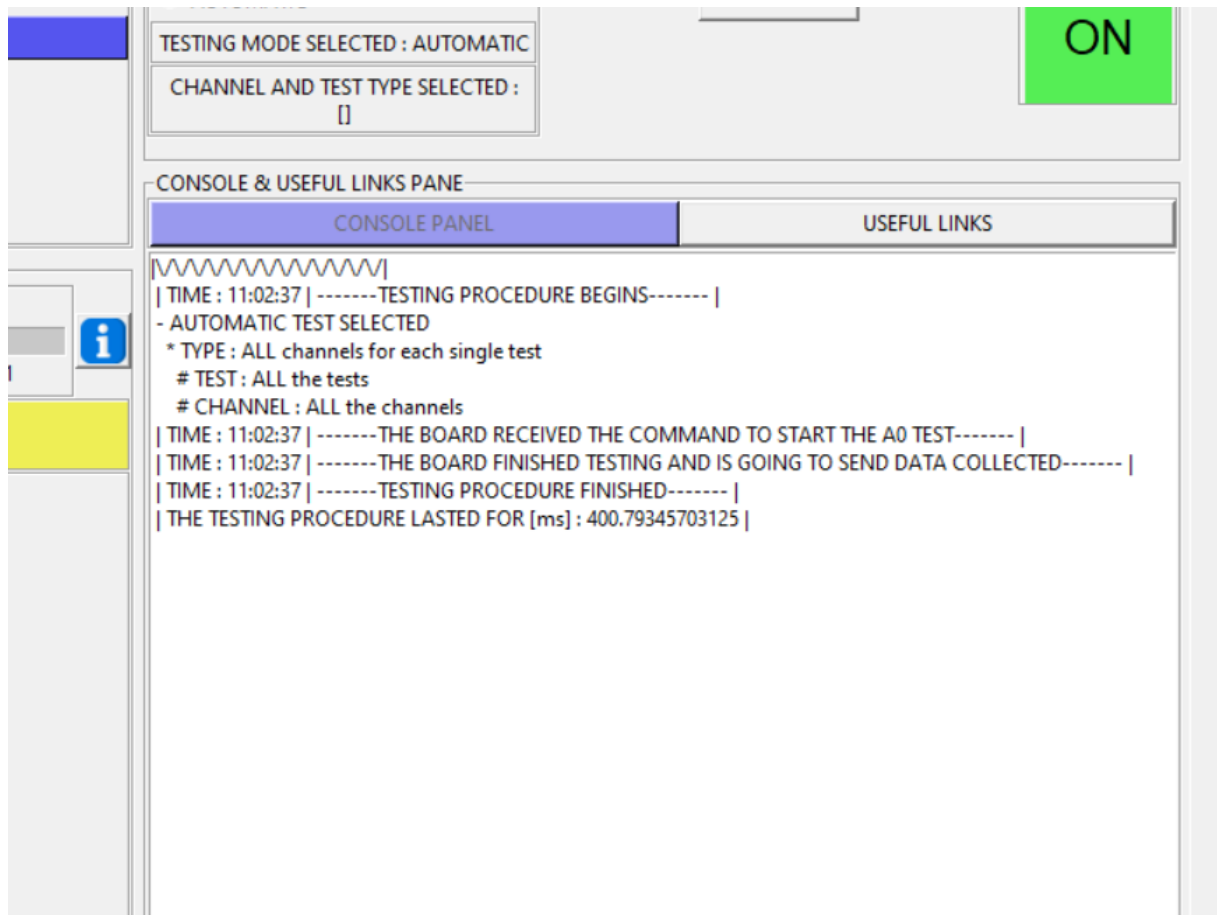 TESTING MODE SELECTED : AUTOMATIC
ON
CHANNEL AND TEST TYPE SELECTED :
[]
CONSOLE & USEFUL LINKS PANE
CONSOLE PANEL
USEFUL LINKS
|\/\/\/\/\/\/\/\/\/\/\/\/\/\/\/|
| TIME : 11:02:37 | -------TESTING PROCEDURE BEGINS------- |
- AUTOMATIC TEST SELECTED
* TYPE : ALL channels for each single test
# TEST : ALL the tests
# CHANNEL : ALL the channels
| TIME : 11:02:37 | -------THE BOARD RECEIVED THE COMMAND TO START THE A0 TEST------- |
| TIME : 11:02:37 | -------THE BOARD FINISHED TESTING AND IS GOING TO SEND DATA COLLECTED------- |
| TIME : 11:02:37 | -------TESTING PROCEDURE FINISHED------- |
| THE TESTING PROCEDURE LASTED FOR [ms] : 400.79345703125 |